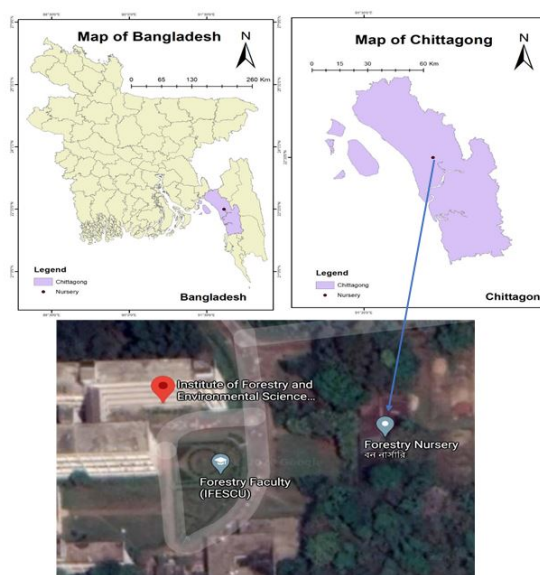 Map of Bangladesh
N
0 65 130 260 Km
Legend
Chittagong
Nursery
Bangladesh
Map of Chittagong
N
0 15 30 60 Km
Legend
Chittagong
Nursery
Chittagon
Institute of Forestry and
Environmental Science...
Forestry Nursery
বন নার্সারি
Forestry Faculty
(IFESCU)